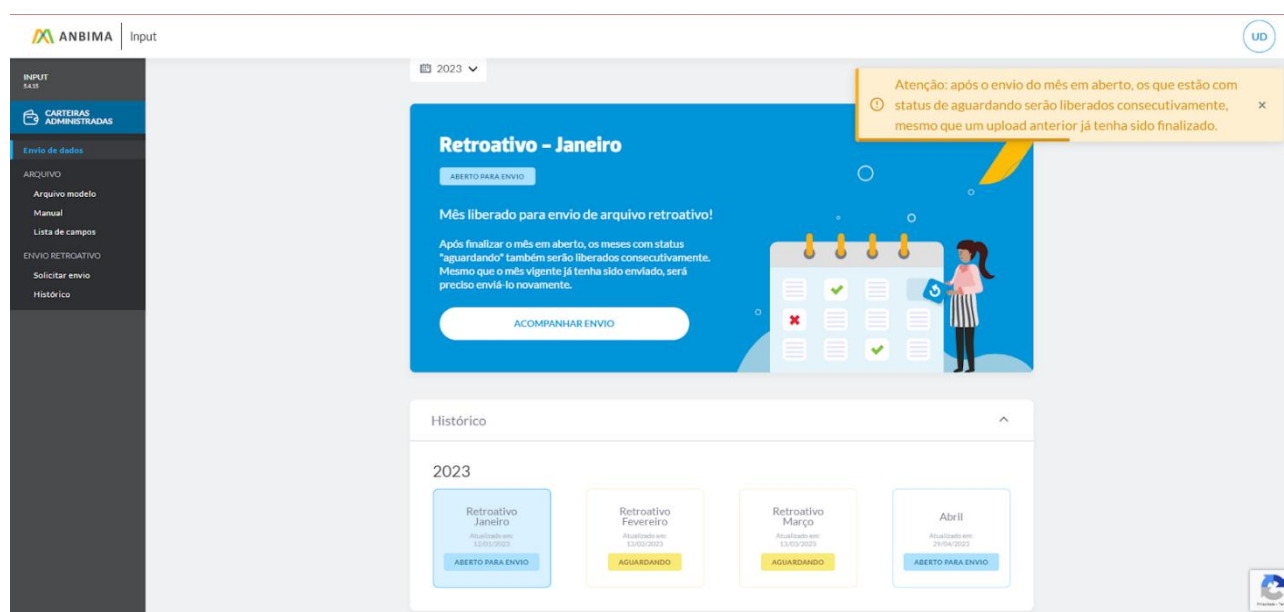 ANBIMA Input
UD
INPUT
5.4.15
CARTEIRAS
ADMINISTRADAS
Envio de dados
ARQUIVO
Arquivo modelo
Manual
Lista de campos
ENVIO RETROATIVO
Solicitar envio
Histórico
2023
Atenção: após o envio do mês em aberto, os que estão com
status de aguardando serão liberados consecutivamente,
mesmo que um upload anterior já tenha sido finalizado.
Retroativo – Janeiro
ABERTO PARA ENVIO
Mês liberado para envio de arquivo retroativo!
Após finalizar o mês em aberto, os meses com status
"aguardando" também serão liberados consecutivamente.
Mesmo que o mês vigente já tenha sido enviado, será
preciso enviá-lo novamente.
ACOMPANHAR ENVIO
Histórico
2023
Retroativo
Janeiro
Atualizado em:
13/01/2023
ABERTO PARA ENVIO
Retroativo
Fevereiro
Atualizado em:
13/02/2023
AGUARDANDO
Retroativo
Março
Atualizado em:
13/03/2023
AGUARDANDO
Abril
Atualizado em:
29/04/2023
ABERTO PARA ENVIO